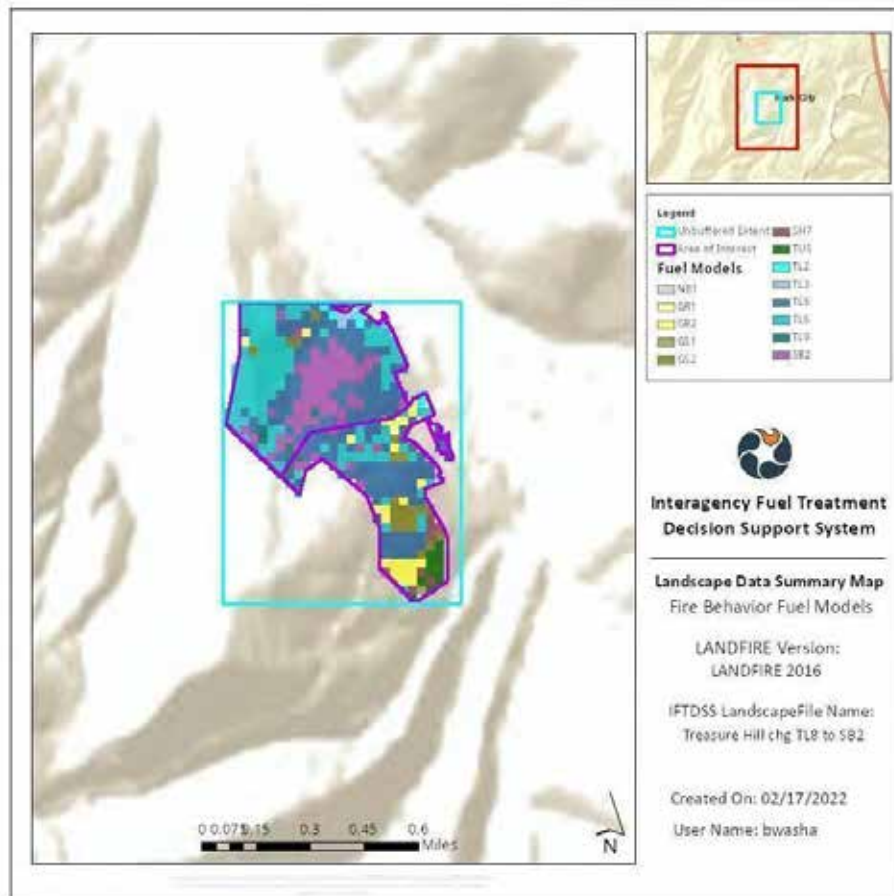 Park City
Legend
Unbuffered Extent
Area of Interest
Fuel Models
NB1
GR1
GR2
GS1
GS2
SH7
TU5
TL2
TL3
TL6
TL9
SB2
Interagency Fuel Treatment
Decision Support System
Landscape Data Summary Map
Fire Behavior Fuel Models
LANDFIRE Version:
LANDFIRE 2016
IFTDSS LandscapeFile Name:
Treasure Hill chg TL8 to SB2
Created On: 02/17/2022
User Name: bwasha
0 0.075 0.15 0.3 0.45 0.6
Miles
N